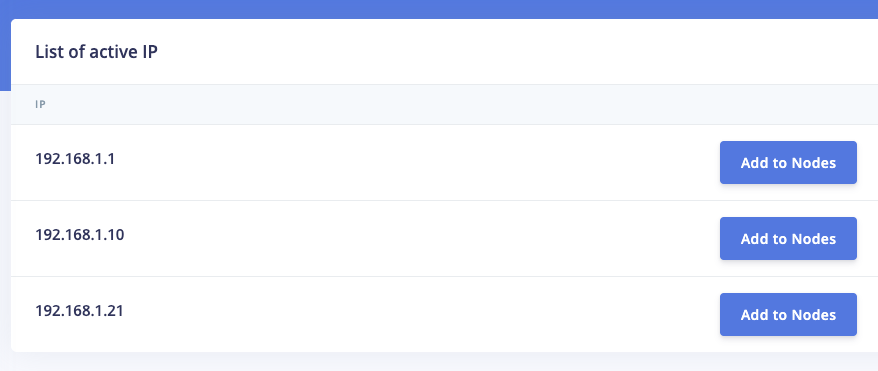 List of active IP
IP
192.168.1.1
Add to Nodes
192.168.1.10
Add to Nodes
192.168.1.21
Add to Nodes